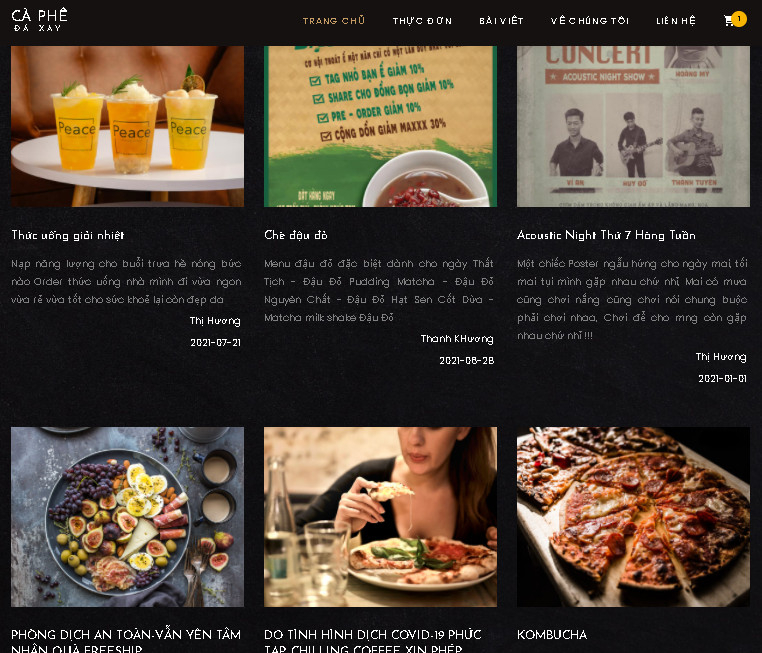 CÀ PHÊ
ĐÁ XAY
TRANG CHỦ THỰC ĐƠN BÀI VIẾT VỀ CHÚNG TÔI LIÊN HỆ 1
Peace Peace Peace
CƠ HỘI THOÁT Ế MỘT NĂM CHỈ CÓ MỘT LẦN
TAG NHỎ BẠN Ế GIẢM 10%
SHARE CHO ĐỒNG BỌN GIẢM 10%
PRE - ORDER GIẢM 10%
CỘNG DỒN GIẢM MAXXX 30%
ĐẶT HÀNG NGAY
CONCERT
HOÀNG MY
★ ACOUSTIC NIGHT SHOW ★
VI AN HUY ĐỖ THANH TUYỀN
Thức uống giải nhiệt
Nạp năng lượng cho buổi trưa hè nóng bức
nào Order thức uống nhà mình đi vừa ngon
vừa rẻ vừa tốt cho sức khoẻ lại còn đẹp da
Thị Hương
2021-07-21
Chè đậu đỏ
Menu đậu đỏ đặc biệt dành cho ngày Thất
Tịch - Đậu Đỏ Pudding Matcha - Đậu Đỏ
Nguyên Chất - Đậu Đỏ Hạt Sen Cốt Dừa -
Matcha milk shake Đậu Đỏ
Thanh KHương
2021-08-28
Acoustic Night Thứ 7 Hàng Tuần
Một chiếc Poster ngẫu hứng cho ngày mai, tối
mai tụi mình gặp nhau chứ nhỉ. Mai có mưa
cũng chơi nắng cũng chơi nói chung buộc
phải chơi nhaa, Chơi để cho mng còn gặp
nhau chứ nhỉ !!!
Thị Hương
2021-01-01
PHÒNG DỊCH AN TOÀN-VẪN YÊN TÂM
NHẬN QUÀ FREESHIP
DO TÌNH HÌNH DỊCH COVID-19 PHỨC
TẠP, CHILLING COFFEE XIN PHÉP
KOMBUCHA